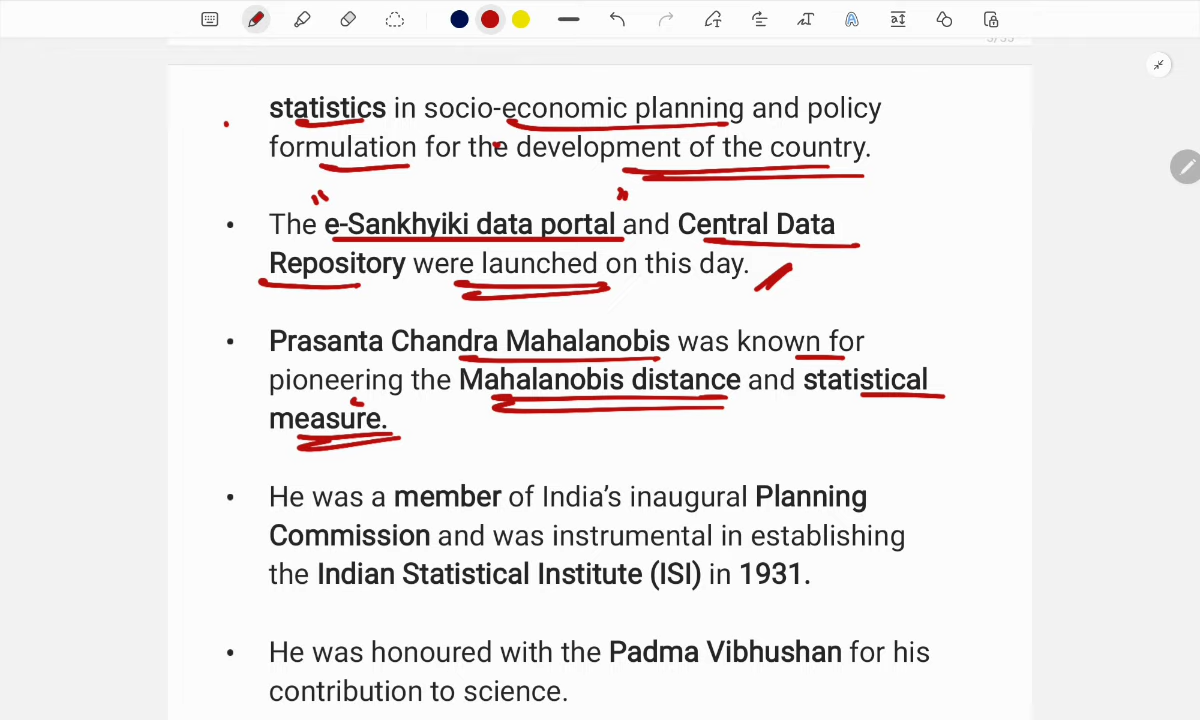 statistics in socio-economic planning and policy
formulation for the development of the country.
• The e-Sankhyiki data portal and Central Data
Repository were launched on this day.
• Prasanta Chandra Mahalanobis was known for
pioneering the Mahalanobis distance and statistical
measure.
• He was a member of India's inaugural Planning
Commission and was instrumental in establishing
the Indian Statistical Institute (ISI) in 1931.
• He was honoured with the Padma Vibhushan for his
contribution to science.